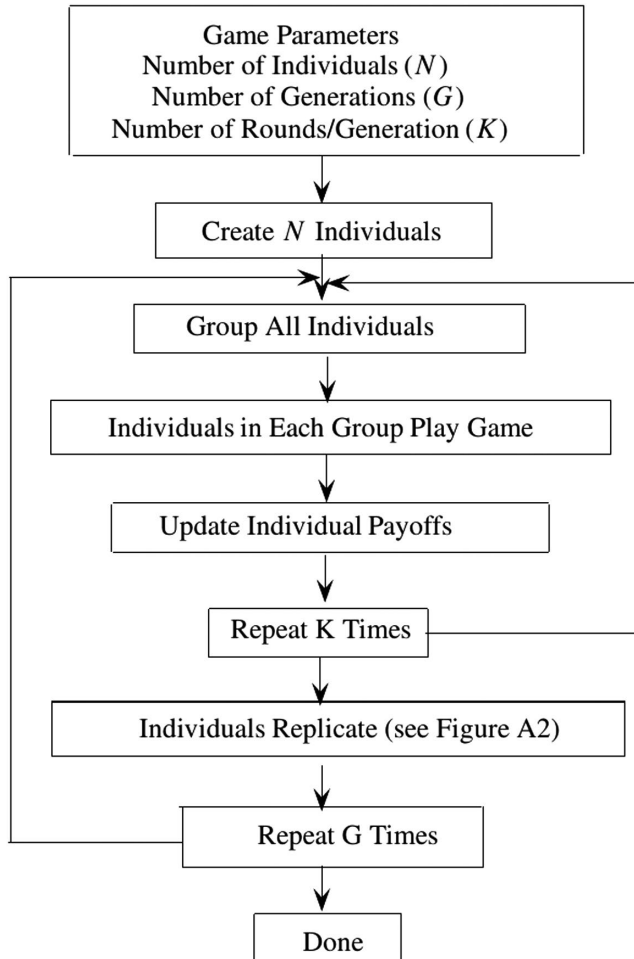 Game Parameters
Number of Individuals (N)
Number of Generations (G)
Number of Rounds/Generation (K)
Create N Individuals
Group All Individuals
Individuals in Each Group Play Game
Update Individual Payoffs
Repeat K Times
Individuals Replicate (see Figure A2)
Repeat G Times
Done